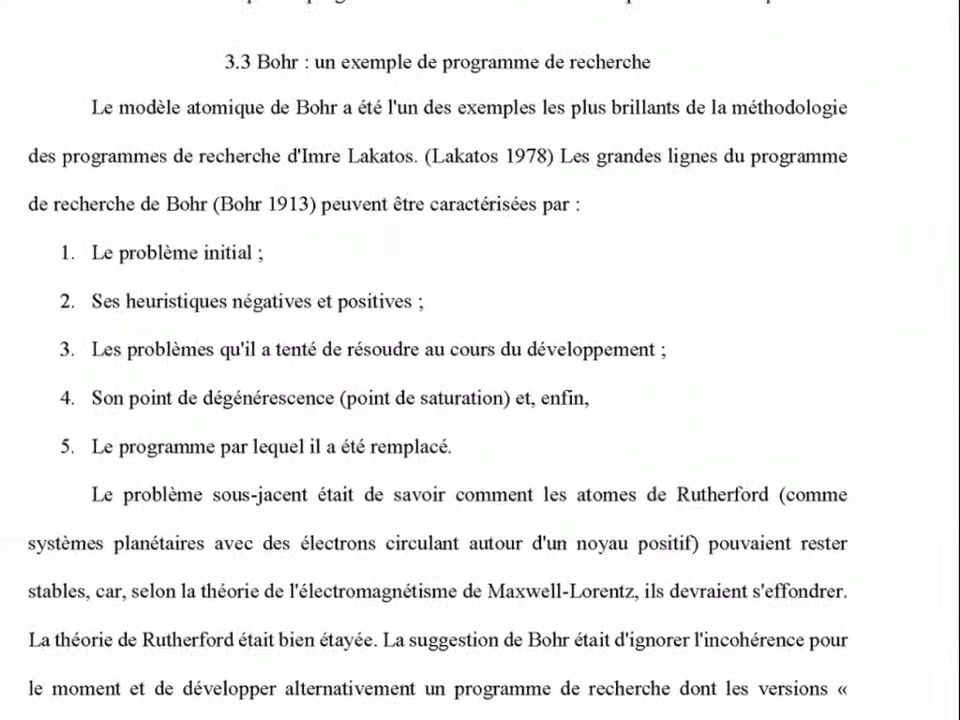 3.3 Bohr : un exemple de programme de recherche
Le modèle atomique de Bohr a été l'un des exemples les plus brillants de la méthodologie
des programmes de recherche d'Imre Lakatos. (Lakatos 1978) Les grandes lignes du programme
de recherche de Bohr (Bohr 1913) peuvent être caractérisées par :
1. Le problème initial ;
2. Ses heuristiques négatives et positives ;
3. Les problèmes qu'il a tenté de résoudre au cours du développement ;
4. Son point de dégénérescence (point de saturation) et, enfin,
5. Le programme par lequel il a été remplacé.
Le problème sous-jacent était de savoir comment les atomes de Rutherford (comme
systèmes planétaires avec des électrons circulant autour d'un noyau positif) pouvaient rester
stables, car, selon la théorie de l'électromagnétisme de Maxwell-Lorentz, ils devraient s'effondrer.
La théorie de Rutherford était bien étayée. La suggestion de Bohr était d'ignorer l'incohérence pour
le moment et de développer alternativement un programme de recherche dont les versions «